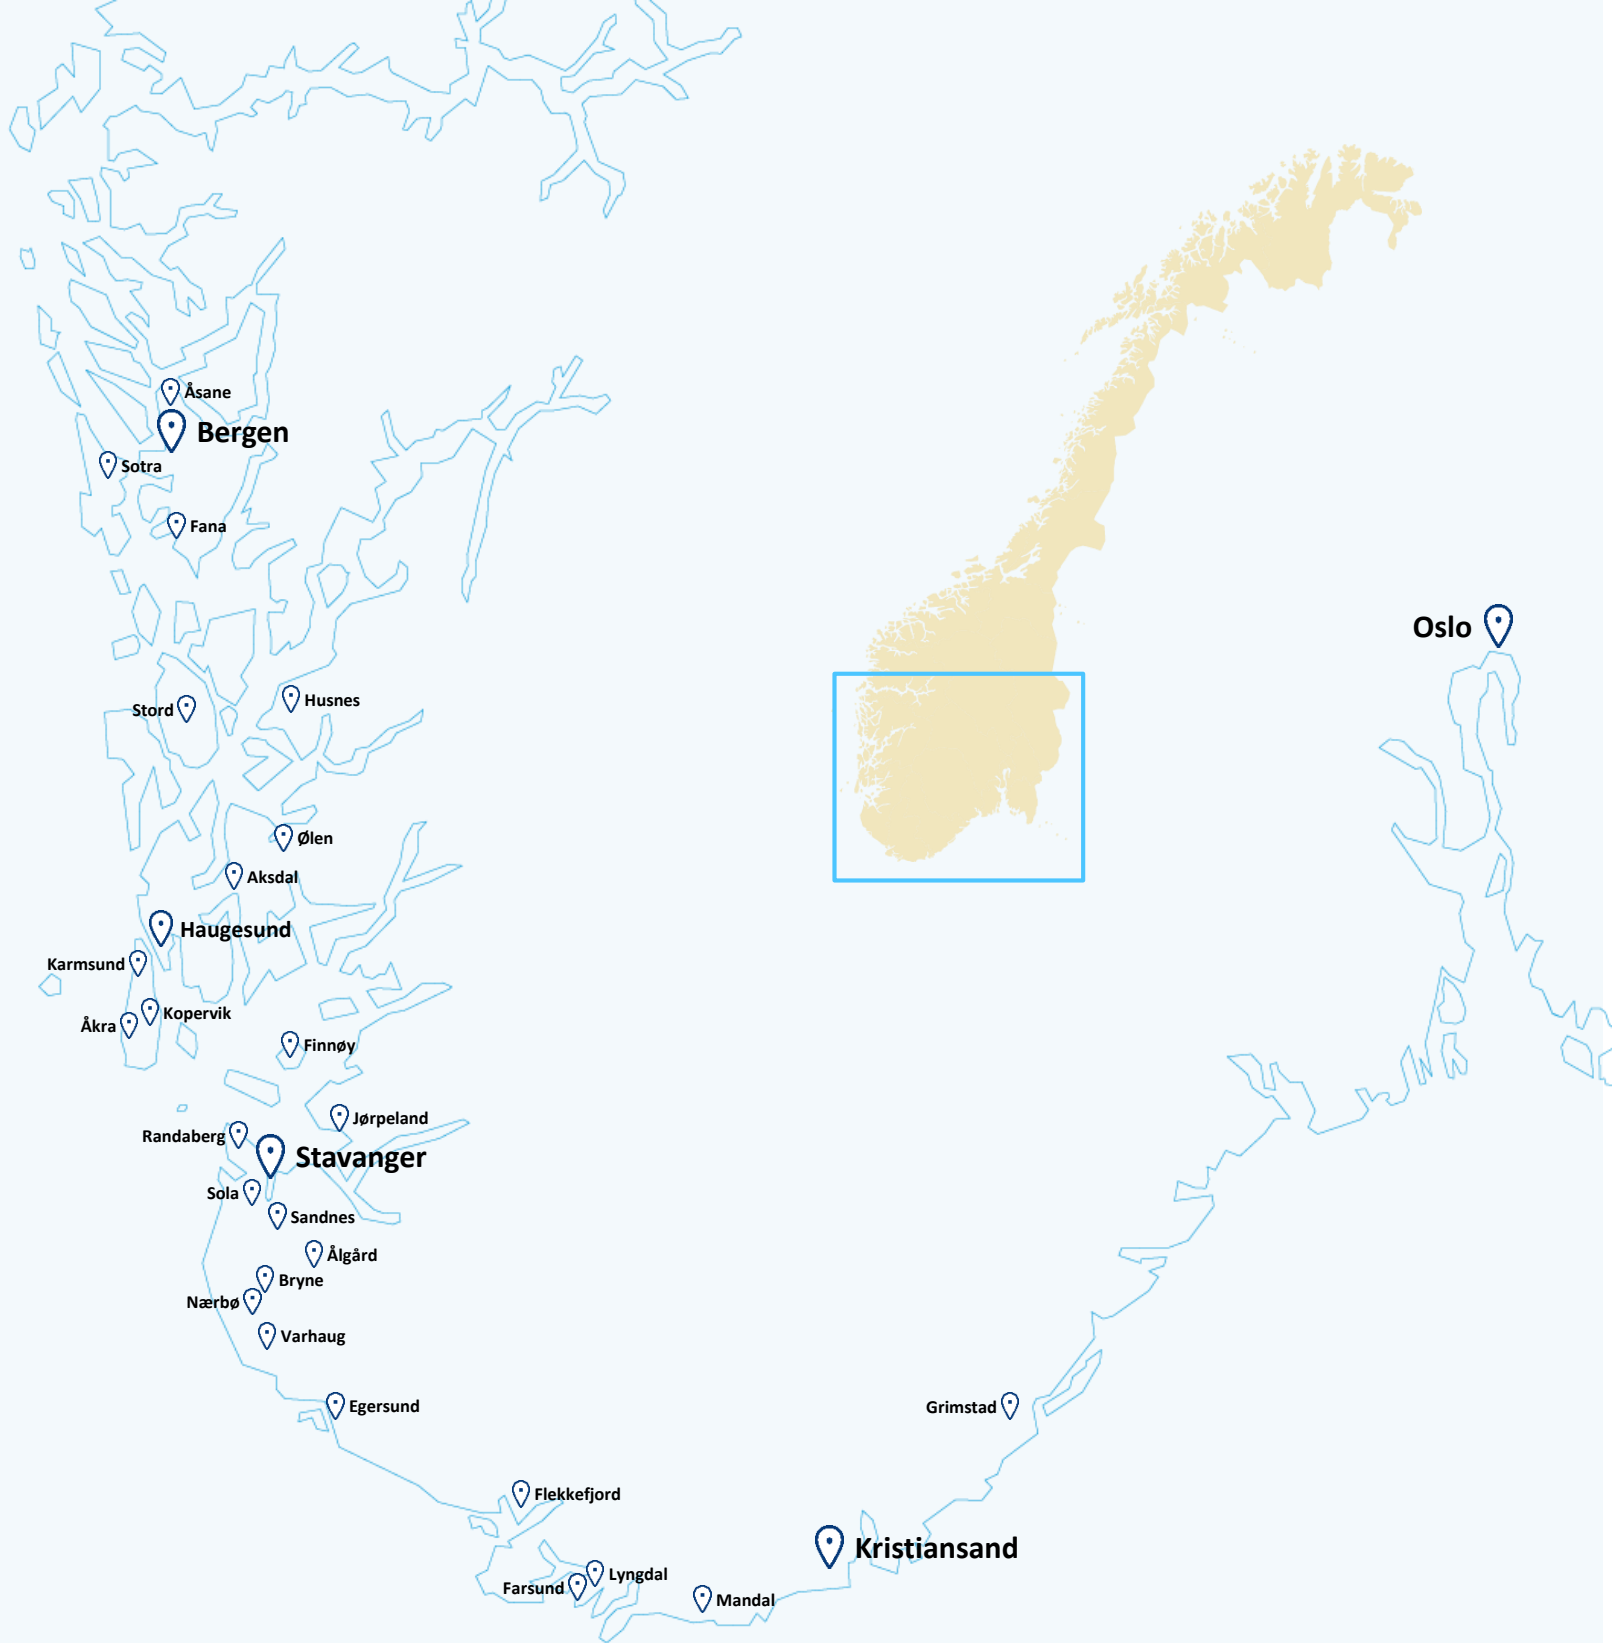 Åsane
Bergen
Sotra
Fana
Oslo
Husnes
Stord
Ølen
Aksdal
Haugesund
Karmsund
Kopervik
Åkra
Finnøy
Jørpeland
Randaberg
Stavanger
Sola
Sandnes
Ålgård
Bryne
Nærbø
Varhaug
Egersund
Grimstad
Flekkefjord
Kristiansand
Lyngdal
Farsund
Mandal